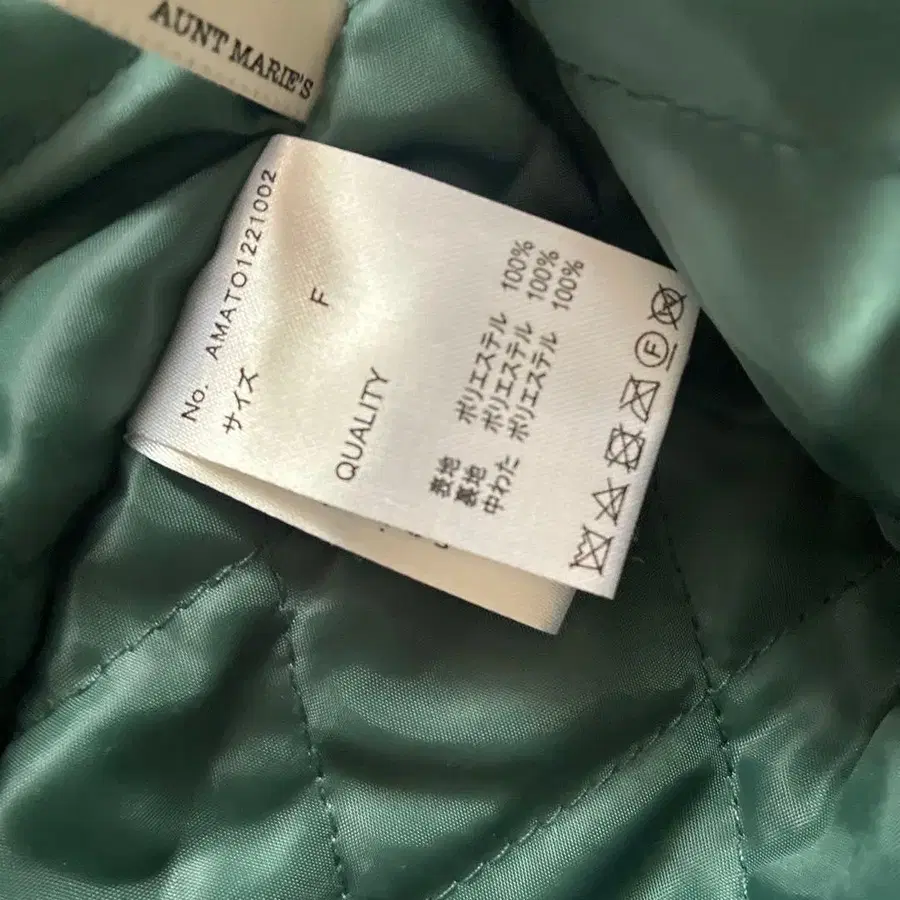 AUNT MARIE'S
No. AMATO1221002
サイズ F
QUALITY
表地 ポリエステル 100%
裏地 ポリエステル 100%
中わた ポリエステル 100%
F